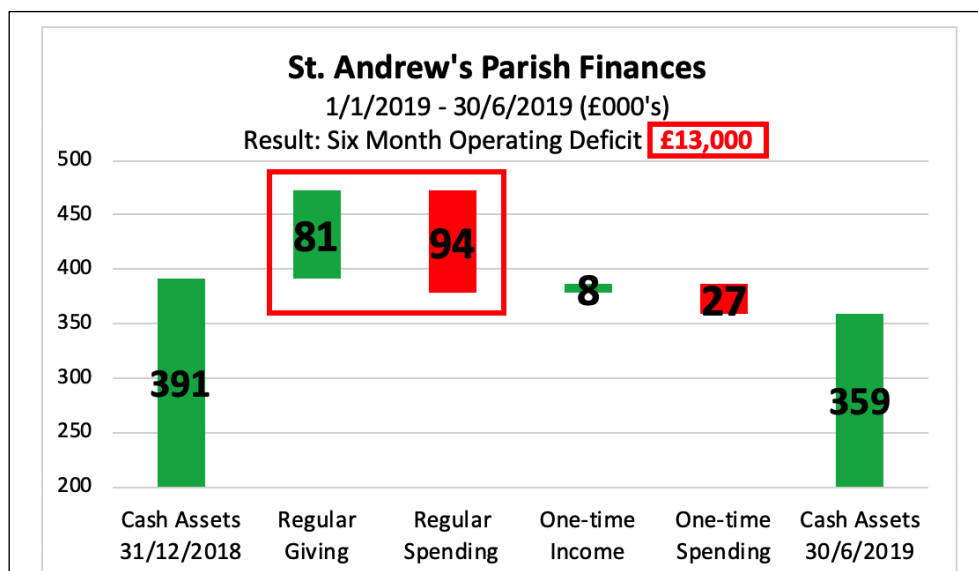 St. Andrew's Parish Finances
1/1/2019 - 30/6/2019 (£000's)
Result: Six Month Operating Deficit £13,000
500
450
400
350
300
250
200
391
81
94
8
27
359
Cash Assets 31/12/2018
Regular Giving
Regular Spending
One-time Income
One-time Spending
Cash Assets 30/6/2019